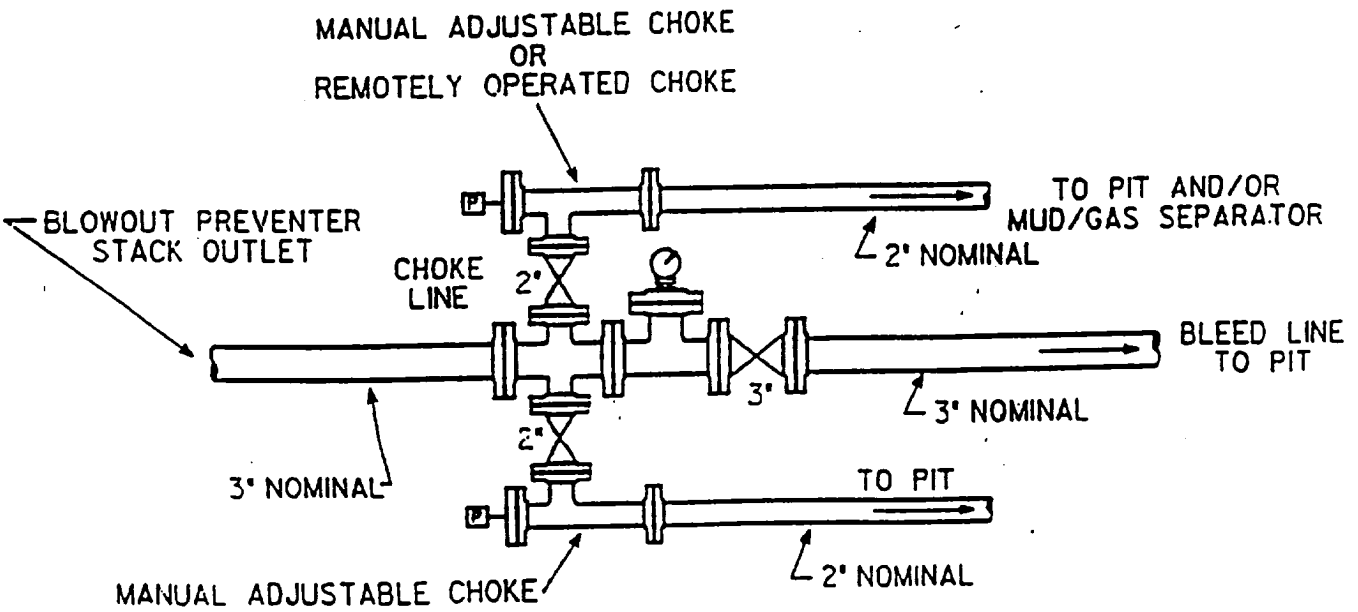 MANUAL ADJUSTABLE CHOKE
OR
REMOTELY OPERATED CHOKE
P
TO PIT AND/OR
MUD/GAS SEPARATOR
2" NOMINAL
BLOWOUT PREVENTER
STACK OUTLET
CHOKE
LINE
2"
BLEED LINE
TO PIT
3"
3" NOMINAL
2"
3" NOMINAL
TO PIT
P
2" NOMINAL
MANUAL ADJUSTABLE CHOKE